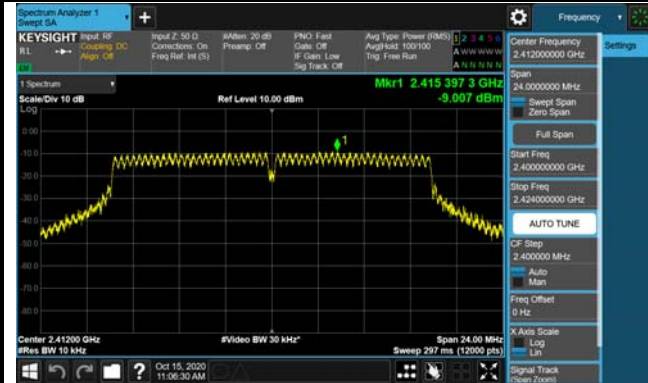 Spectrum Analyzer 1
Swept SA
+
Frequency
KEYSIGHT
RL
Input: RF
Coupling: DC
Align: Off
Input Z: 50 Ω
Corrections: On
Freq Ref: Int (S)
#Atten: 20 dB
Preamp: Off
PNO: Fast
Gate: Off
IF Gain: Low
Sig Track: Off
Avg Type: Power (RMS)
Avg|Hold: 100/100
Trig: Free Run
1 2 3 4 5 6
A W W W W W
A N N N N N
1 Spectrum
Scale/Div 10 dB
Log
Ref Level 10.00 dBm
Mkr1 2.415 397 3 GHz
-9.007 dBm
1
0.00
-10.0
-20.0
-30.0
-40.0
-50.0
-60.0
-70.0
-80.0
Center 2.41200 GHz
#Res BW 10 kHz
#Video BW 30 kHz*
Span 24.00 MHz
Sweep 297 ms (12000 pts)
Center Frequency
2.412000000 GHz
Settings
Span
24.0000000 MHz
Swept Span
Zero Span
Full Span
Start Freq
2.400000000 GHz
Stop Freq
2.424000000 GHz
AUTO TUNE
CF Step
2.400000 MHz
Auto
Man
Freq Offset
0 Hz
X Axis Scale
Log
Lin
Signal Track
(Span Zoom)
?
Oct 15, 2020
11:06:30 AM